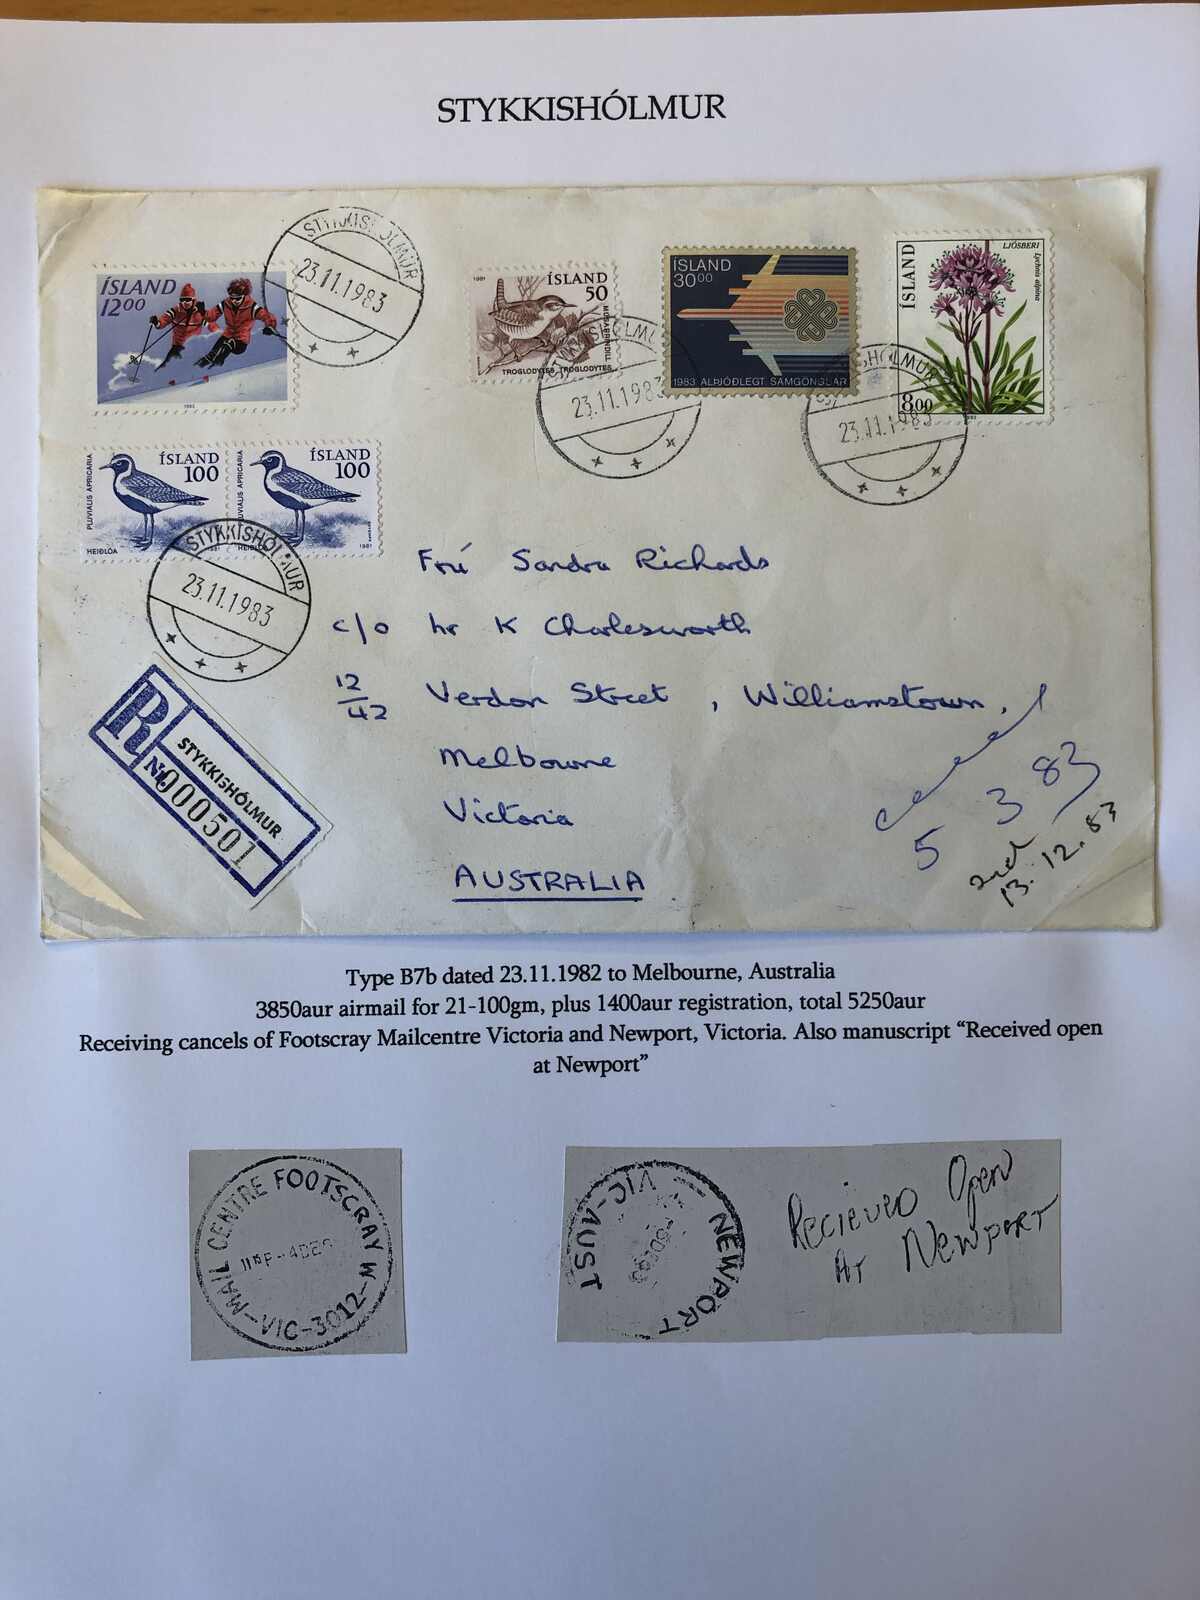 STYKKISHÓLMUR
STYKKISHÓLMUR
23.11.1983
ÍSLAND
12.00
1983
1981
ÍSLAND
50
MÚSARRINDILL
TROGLODYTES TROGLODYTES
STYKKISHÓLMUR
23.11.1983
ÍSLAND
30.00
1983 ALÞJÓÐLEGT SAMGÖNGUÁR
ÍSLAND
LJÓSBERI
Lychnis alpina
8.00
1983
STYKKISHÓLMUR
23.11.1983
PLUVIALIS APRICARIA
ÍSLAND
100
HEIÐLÓA
1981
PLUVIALIS APRICARIA
ÍSLAND
100
HEIÐLÓA
1981
STYKKISHÓLMUR
23.11.1983
Frú Sandra Richards
c/o hr K Charlesworth
12/42 Verdon Street, Williamstown,
Melbourne
Victoria
AUSTRALIA
R
STYKKISHÓLMUR
No 000501
5 3 83
2nd
13.12.83
Type B7b dated 23.11.1982 to Melbourne, Australia
3850aur airmail for 21-100gm, plus 1400aur registration, total 5250aur
Receiving cancels of Footscray Mailcentre Victoria and Newport, Victoria. Also manuscript “Received open
at Newport”
MAIL CENTRE FOOTSCRAY W
VIC-3012-M
NEWPORT
VIC-AUST
Recieved Open
At Newport